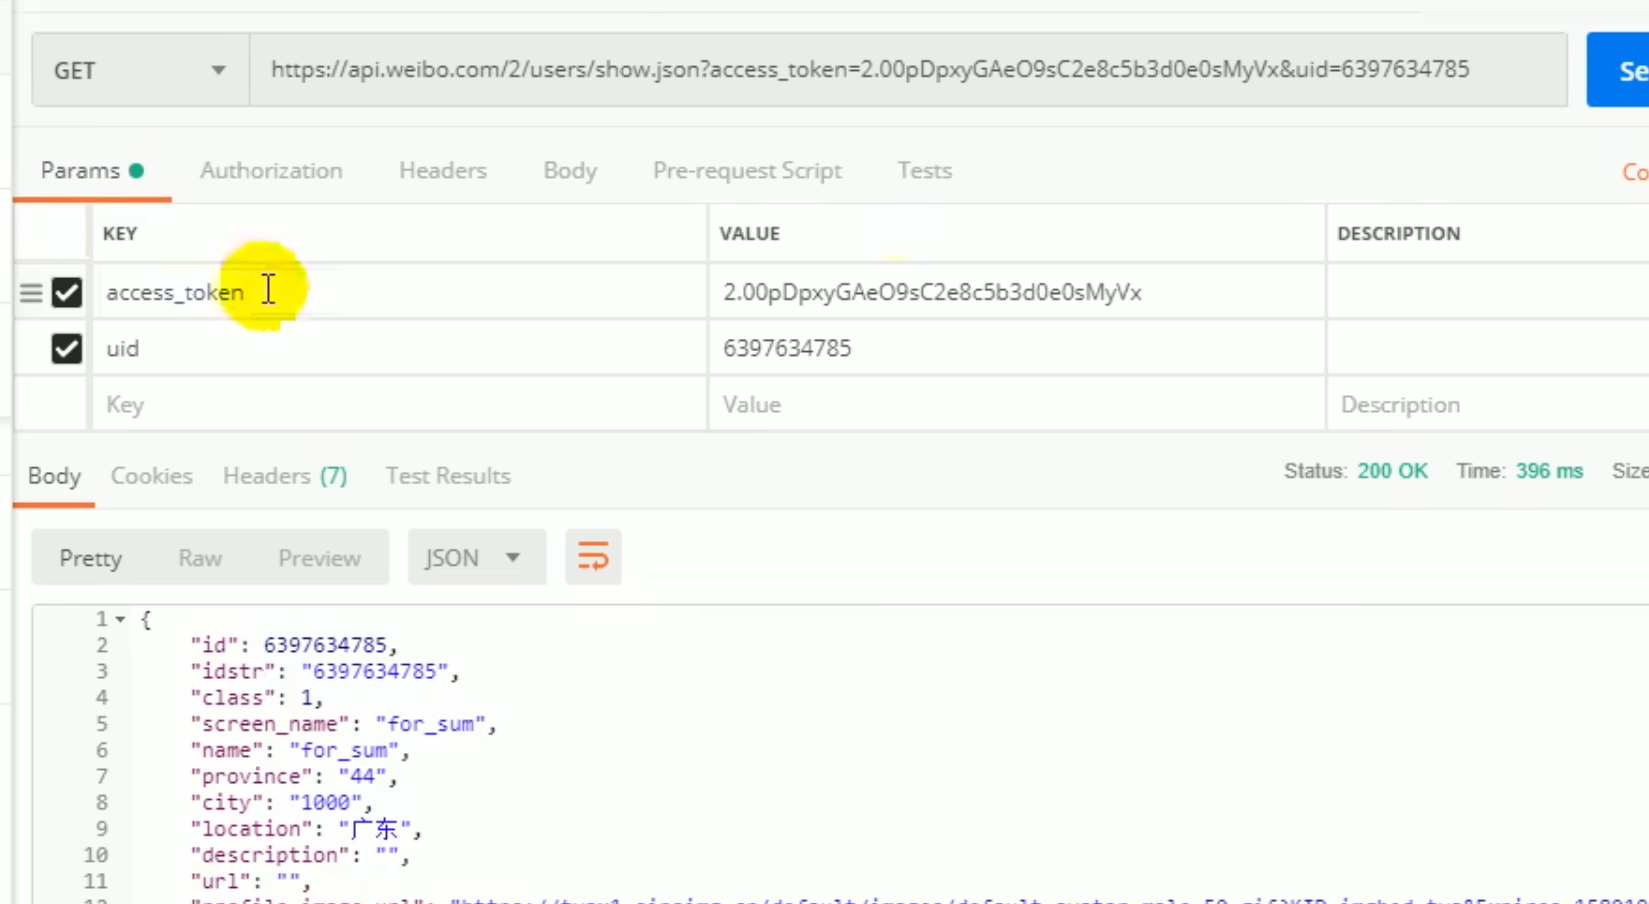 GET https://api.weibo.com/2/users/show.json?access_token=2.00pDpxyGAeO9sC2e8c5b3d0e0sMyVx&uid=6397634785 Se
Params Authorization Headers Body Pre-request Script Tests Co
KEY VALUE DESCRIPTION
access_token 2.00pDpxyGAeO9sC2e8c5b3d0e0sMyVx
uid 6397634785
Key Value Description
Body Cookies Headers (7) Test Results Status: 200 OK Time: 396 ms Size
Pretty Raw Preview JSON
1 {
2 "id": 6397634785,
3 "idstr": "6397634785",
4 "class": 1,
5 "screen_name": "for_sum",
6 "name": "for_sum",
7 "province": "44",
8 "city": "1000",
9 "location": "广东",
10 "description": "",
11 "url": "",